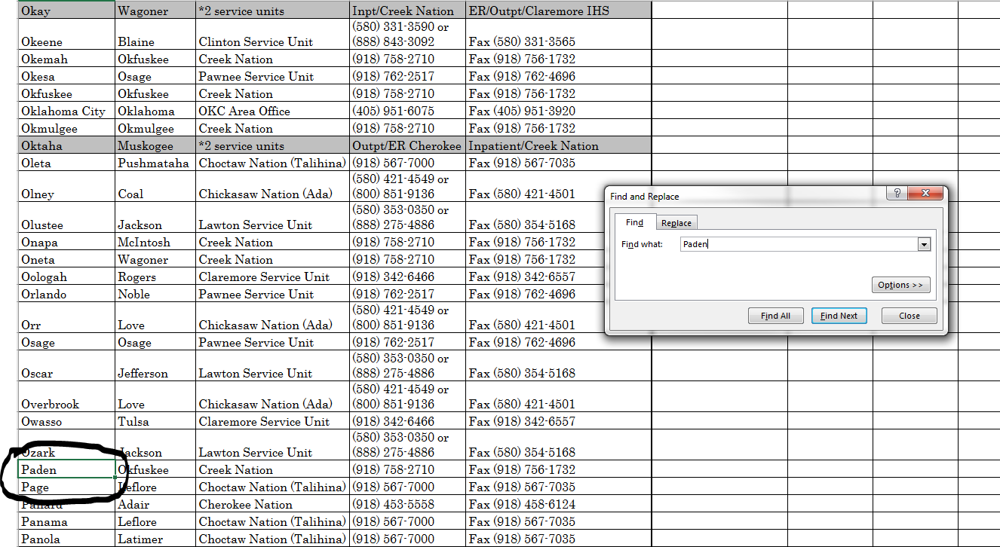 Okay Wagoner *2 service units Inpt/Creek Nation ER/Outpt/Claremore IHS
(580) 331-3590 or
Okeene Blaine Clinton Service Unit (888) 843-3092 Fax (580) 331-3565
Okemah Okfuskee Creek Nation (918) 758-2710 Fax (918) 756-1732
Okesa Osage Pawnee Service Unit (918) 762-2517 Fax (918) 762-4696
Okfuskee Okfuskee Creek Nation (918) 758-2710 Fax (918) 756-1732
Oklahoma City Oklahoma OKC Area Office (405) 951-6075 Fax (405) 951-3920
Okmulgee Okmulgee Creek Nation (918) 758-2710 Fax (918) 756-1732
Oktaha Muskogee *2 service units Outpt/ER Cherokee Inpatient/Creek Nation
Oleta Pushmataha Choctaw Nation (Talihina) (918) 567-7000 Fax (918) 567-7035
(580) 421-4549 or
Olney Coal Chickasaw Nation (Ada) (800) 851-9136 Fax (580) 421-4501
(580) 353-0350 or
Olustee Jackson Lawton Service Unit (888) 275-4886 Fax (580) 354-5168
Onapa McIntosh Creek Nation (918) 758-2710 Fax (918) 756-1732
Oneta Wagoner Creek Nation (918) 758-2710 Fax (918) 756-1732
Oologah Rogers Claremore Service Unit (918) 342-6466 Fax (918) 342-6557
Orlando Noble Pawnee Service Unit (918) 762-2517 Fax (918) 762-4696
(580) 421-4549 or
Orr Love Chickasaw Nation (Ada) (800) 851-9136 Fax (580) 421-4501
Osage Osage Pawnee Service Unit (918) 762-2517 Fax (918) 762-4696
(580) 353-0350 or
Oscar Jefferson Lawton Service Unit (888) 275-4886 Fax (580) 354-5168
(580) 421-4549 or
Overbrook Love Chickasaw Nation (Ada) (800) 851-9136 Fax (580) 421-4501
Owasso Tulsa Claremore Service Unit (918) 342-6466 Fax (918) 342-6557
(580) 353-0350 or
Ozark Jackson Lawton Service Unit (888) 275-4886 Fax (580) 354-5168
Paden Okfuskee Creek Nation (918) 758-2710 Fax (918) 756-1732
Page Leflore Choctaw Nation (Talihina) (918) 567-7000 Fax (918) 567-7035
Adair Cherokee Nation (918) 453-5558 Fax (918) 458-6124
Panama Leflore Choctaw Nation (Talihina) (918) 567-7000 Fax (918) 567-7035
Panola Latimer Choctaw Nation (Talihina) (918) 567-7000 Fax (918) 567-7035
Find and Replace ? X
Find Replace
Find what: Paden
Options >>
Find All Find Next Close